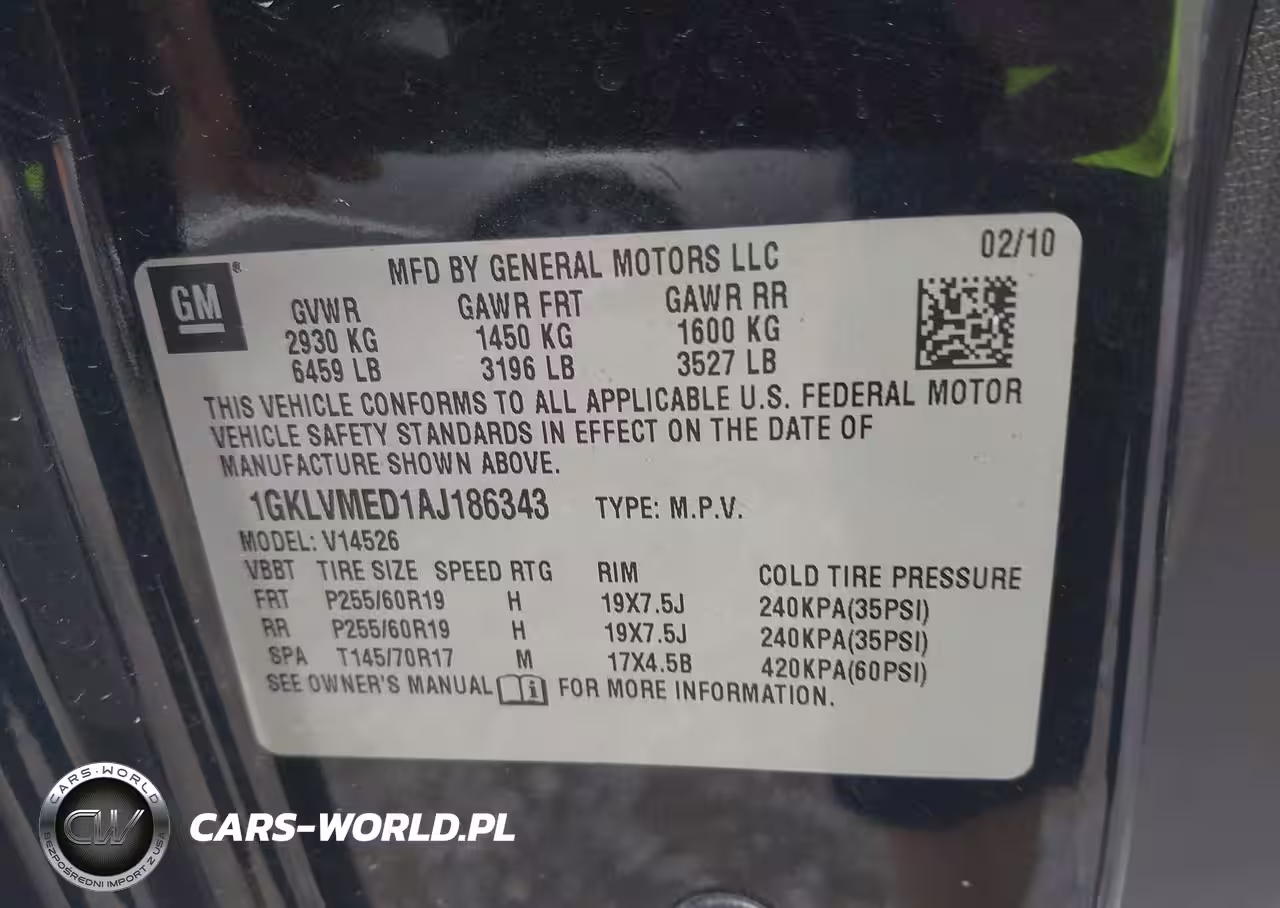 02/10
GM®
MFD BY GENERAL MOTORS LLC
GVWR GAWR FRT GAWR RR
2930 KG 1450 KG 1600 KG
6459 LB 3196 LB 3527 LB
THIS VEHICLE CONFORMS TO ALL APPLICABLE U.S. FEDERAL MOTOR
VEHICLE SAFETY STANDARDS IN EFFECT ON THE DATE OF
MANUFACTURE SHOWN ABOVE.
1GKLVMED1AJ186343 TYPE: M.P.V.
MODEL: V14526
VBBT TIRE SIZE SPEED RTG RIM COLD TIRE PRESSURE
FRT P255/60R19 H 19X7.5J 240KPA(35PSI)
RR P255/60R19 H 19X7.5J 240KPA(35PSI)
SPA T145/70R17 M 17X4.5B 420KPA(60PSI)
SEE OWNER'S MANUAL i FOR MORE INFORMATION.
CARS-WORLD
CW
BEZPOŚREDNI IMPORT Z USA
CARS-WORLD.PL